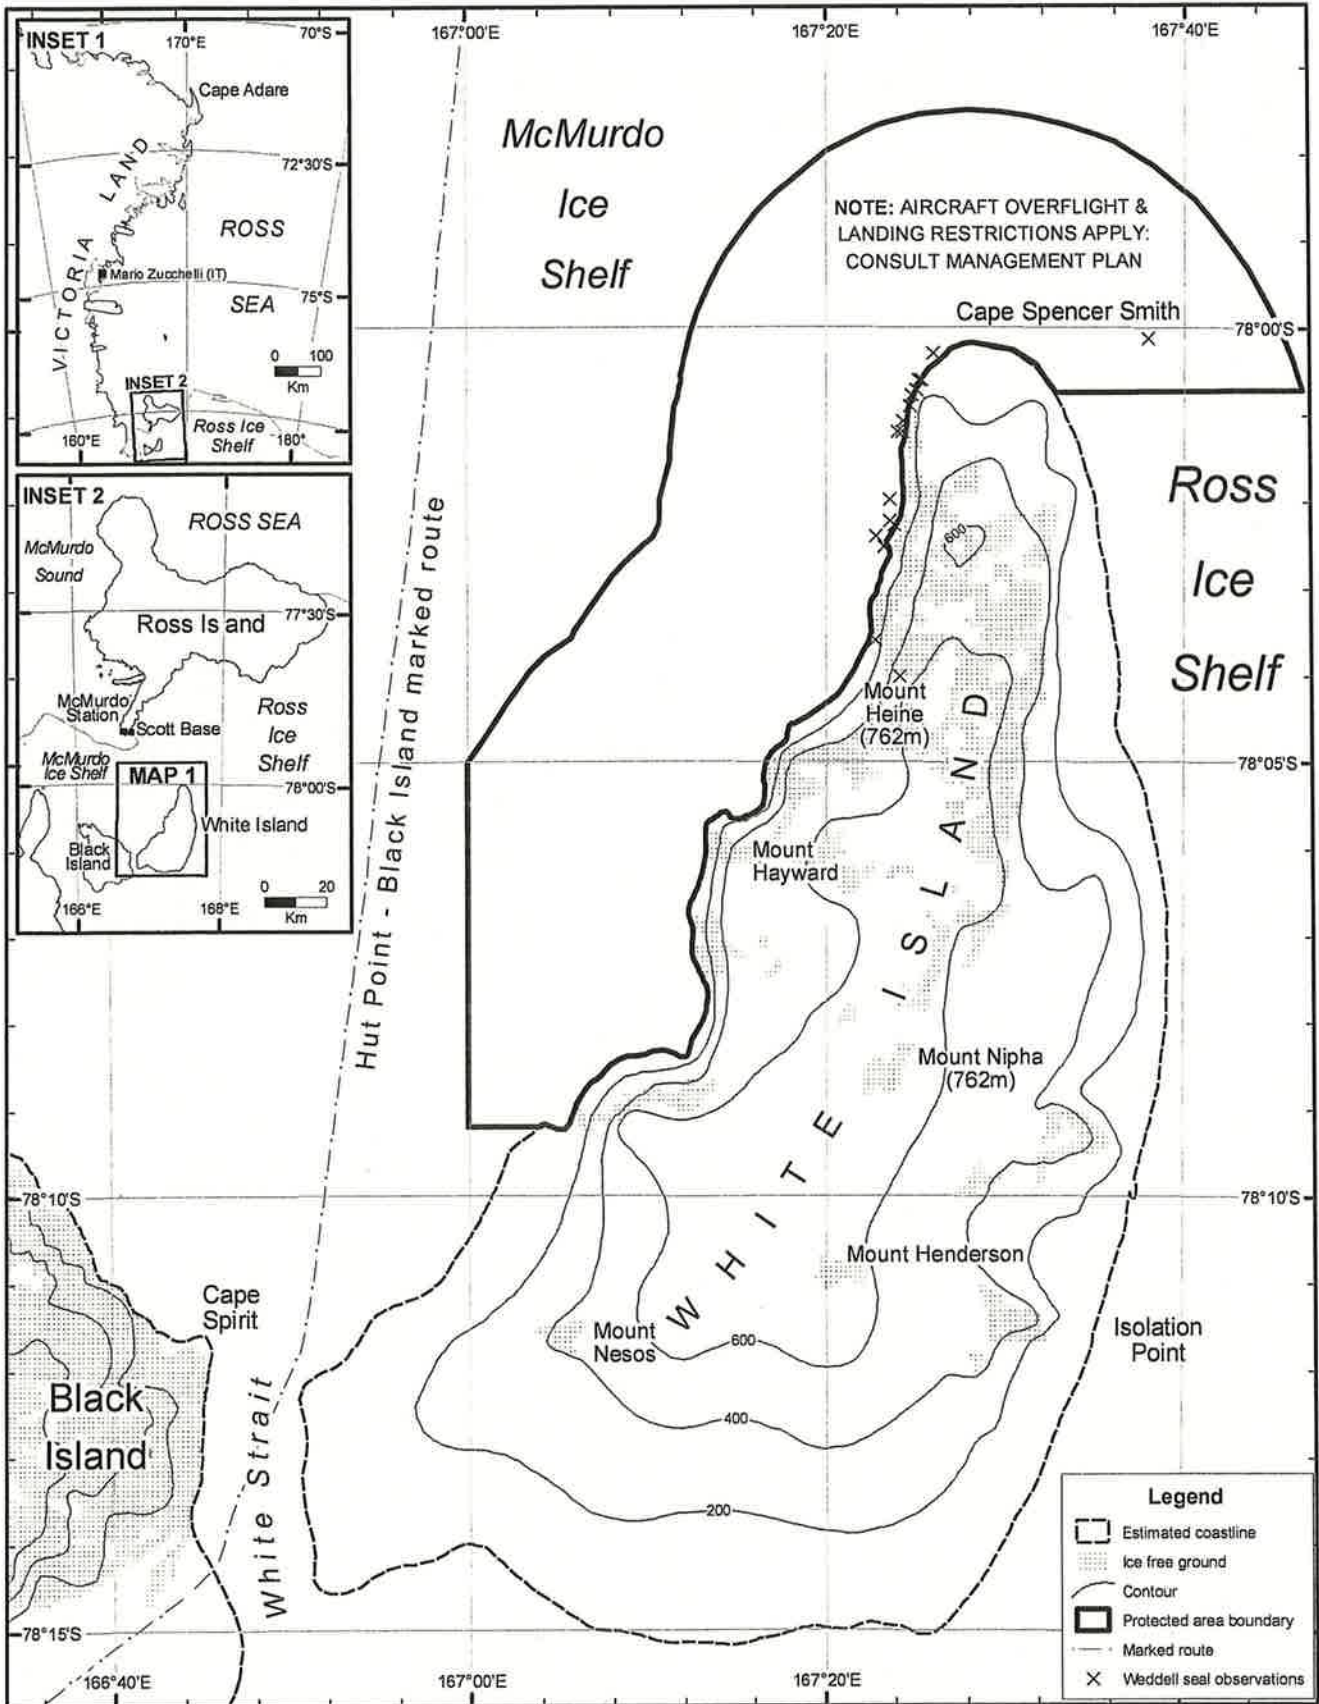 167°00'E
167°20'E
167°40'E
INSET 1
170°E
70°S
Cape Adare
72°30'S
VICTORIA LAND
ROSS
SEA
Mario Zucchelli (IT)
75°S
0 100
Km
INSET 2
160°E
Ross Ice
Shelf
180°
INSET 2
ROSS SEA
McMurdo
Sound
77°30'S
Ross Island
McMurdo
Station
Scott Base
Ross
Ice
Shelf
McMurdo
Ice Shelf
MAP 1
78°00'S
White Island
Black
Island
0 20
Km
166°E
168°E
McMurdo
Ice
Shelf
NOTE: AIRCRAFT OVERFLIGHT &
LANDING RESTRICTIONS APPLY:
CONSULT MANAGEMENT PLAN
Cape Spencer Smith
78°00'S
Ross
Ice
Shelf
600
Hut Point - Black Island marked route
Mount
Heine
(762m)
78°05'S
Mount
Hayward
WHITE ISLAND
Mount Nipha
(762m)
78°10'S
78°10'S
Mount Henderson
Cape
Spirit
Mount
Nesos
600
Isolation
Point
Black
Island
White Strait
400
200
78°15'S
166°40'E
167°00'E
167°20'E
Legend
Estimated coastline
Ice free ground
Contour
Protected area boundary
Marked route
Weddell seal observations